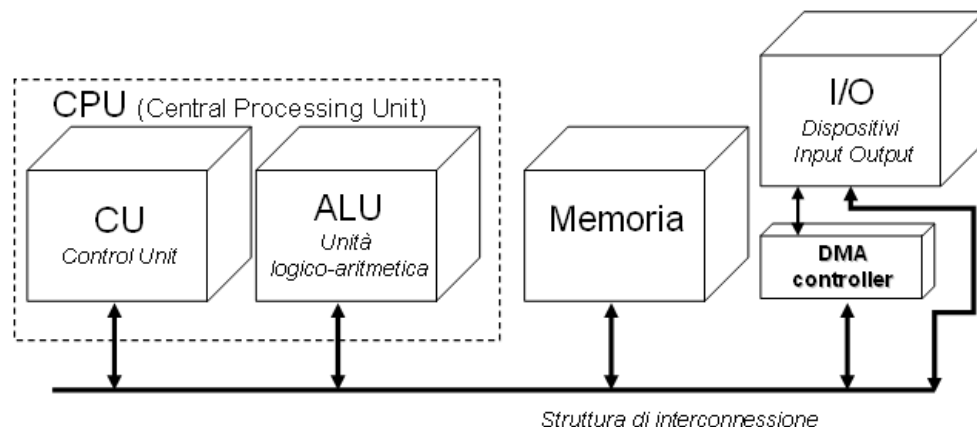 CPU (Central Processing Unit)
CU
Control Unit
ALU
Unità
logico-aritmetica
Memoria
I/O
Dispositivi
Input Output
DMA
controller
Struttura di interconnessione